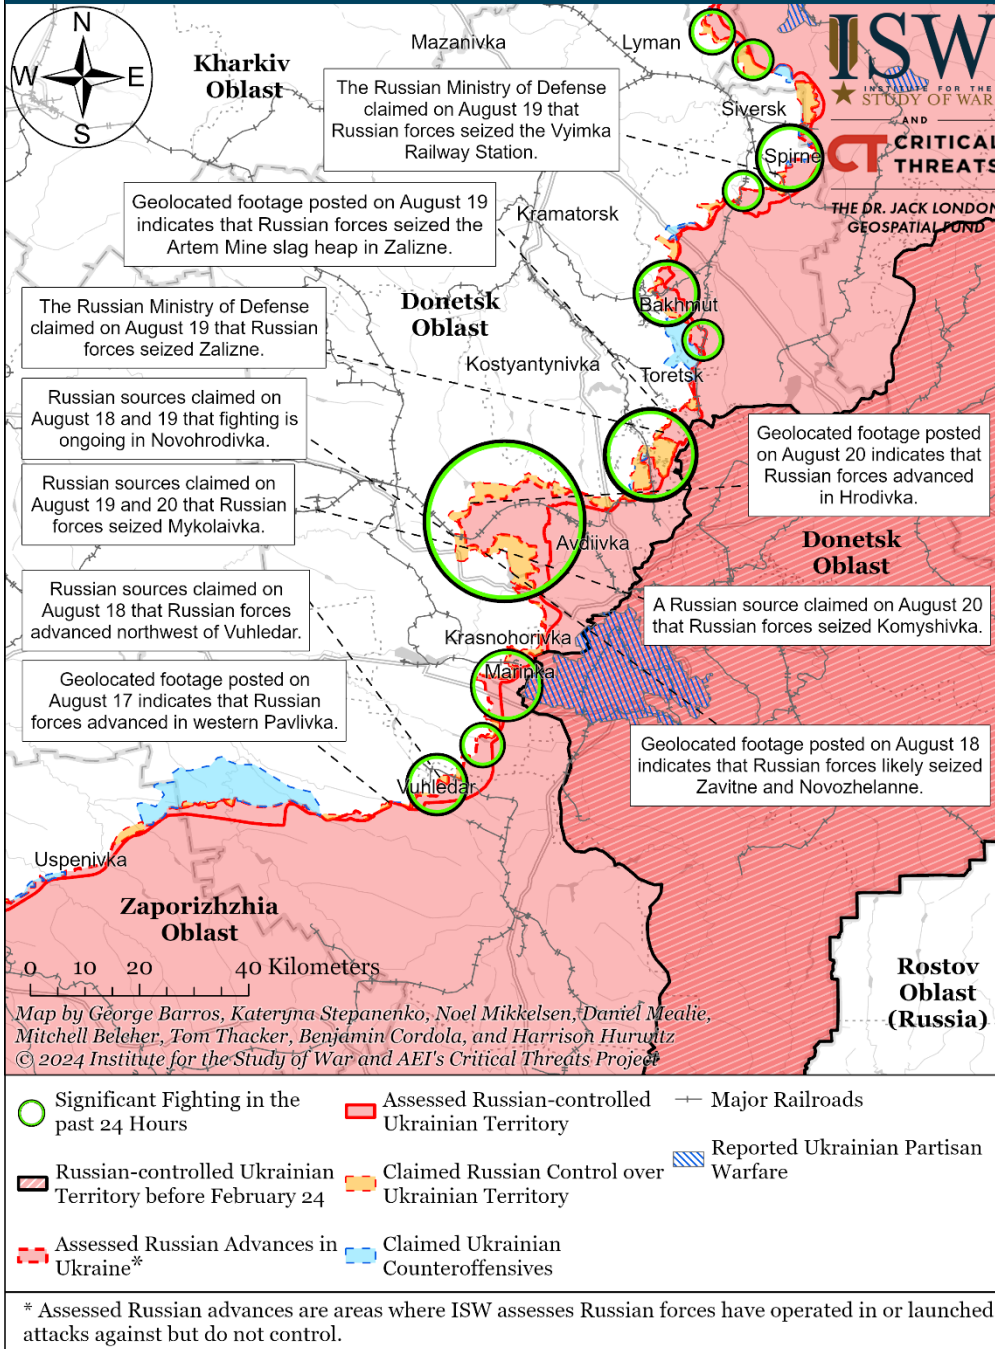 N
W
E
S
Kharkiv
Oblast
Mazanivka
Lyman
ISW
INSTITUTE FOR THE
STUDY OF WAR
AND
CT CRITICAL
THREATS
THE DR. JACK LONDON
GEOSPATIAL FUND
The Russian Ministry of Defense
claimed on August 19 that
Russian forces seized the Vyimka
Railway Station.
Siversk
Spirne
Geolocated footage posted on August 19
indicates that Russian forces seized the
Artem Mine slag heap in Zalizne.
Kramatorsk
Donetsk
Oblast
Bakhmut
The Russian Ministry of Defense
claimed on August 19 that Russian
forces seized Zalizne.
Kostyantynivka
Toretsk
Russian sources claimed on
August 18 and 19 that fighting is
ongoing in Novohrodivka.
Geolocated footage posted
on August 20 indicates that
Russian forces advanced
in Hrodivka.
Russian sources claimed on
August 19 and 20 that Russian
forces seized Mykolaivka.
Avdiivka
Donetsk
Oblast
Russian sources claimed on
August 18 that Russian forces
advanced northwest of Vuhledar.
A Russian source claimed on August 20
that Russian forces seized Komyshivka.
Krasnohorivka
Marinka
Geolocated footage posted on
August 17 indicates that Russian
forces advanced in western Pavlivka.
Geolocated footage posted on August 18
indicates that Russian forces likely seized
Zavitne and Novozhelanne.
Vuhledar
Uspenivka
Zaporizhzhia
Oblast
Rostov
Oblast
(Russia)
0 10 20 40 Kilometers
Map by George Barros, Kateryna Stepanenko, Noel Mikkelsen, Daniel Mealie,
Mitchell Belcher, Tom Thacker, Benjamin Cordola, and Harrison Hurwitz
© 2024 Institute for the Study of War and AEI's Critical Threats Project
Significant Fighting in the
past 24 Hours
Russian-controlled Ukrainian
Territory before February 24
Assessed Russian Advances in
Ukraine*
Assessed Russian-controlled
Ukrainian Territory
Claimed Russian Control over
Ukrainian Territory
Claimed Ukrainian
Counteroffensives
Major Railroads
Reported Ukrainian Partisan
Warfare
* Assessed Russian advances are areas where ISW assesses Russian forces have operated in or launched
attacks against but do not control.